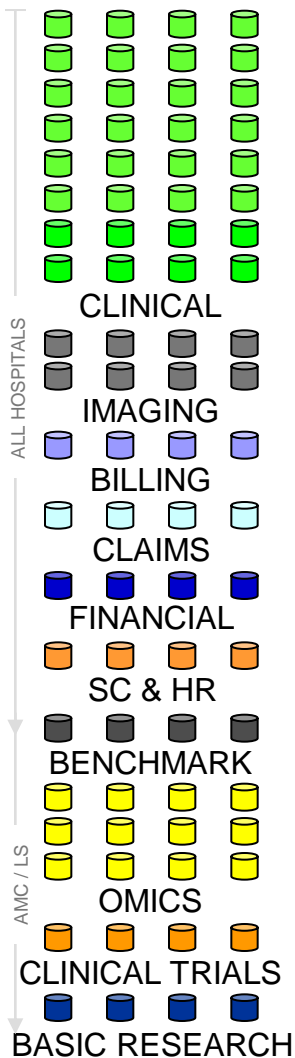 ALL HOSPITALS
CLINICAL
IMAGING
BILLING
CLAIMS
FINANCIAL
SC & HR
BENCHMARK
AMC / LS
OMICS
CLINICAL TRIALS
BASIC RESEARCH